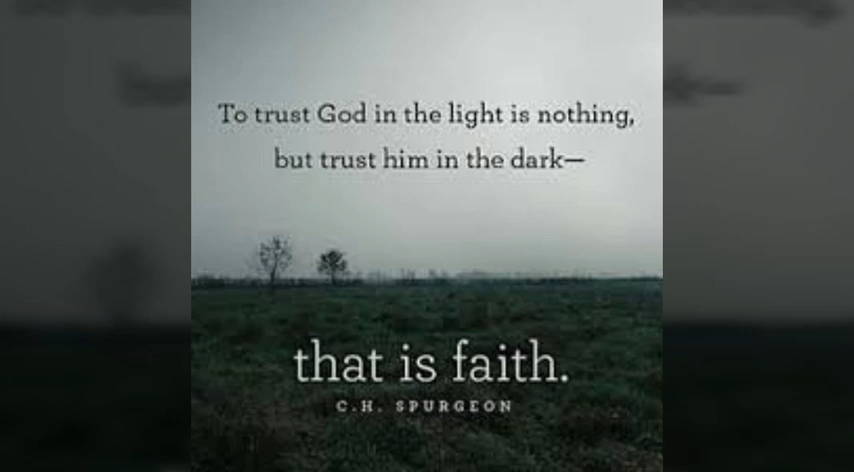 To trust God in the light is nothing,
but trust him in the dark—
that is faith.
C.H. SPURGEON